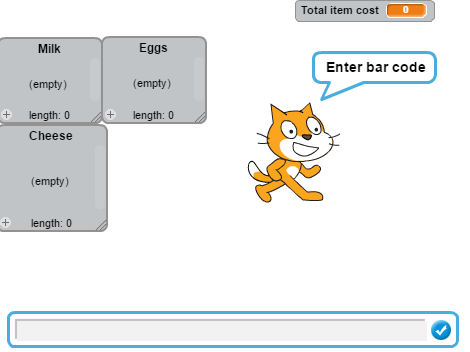 Total item cost 0
Milk
(empty)
+ length: 0
Eggs
(empty)
+ length: 0
Enter bar code
Cheese
(empty)
+ length: 0